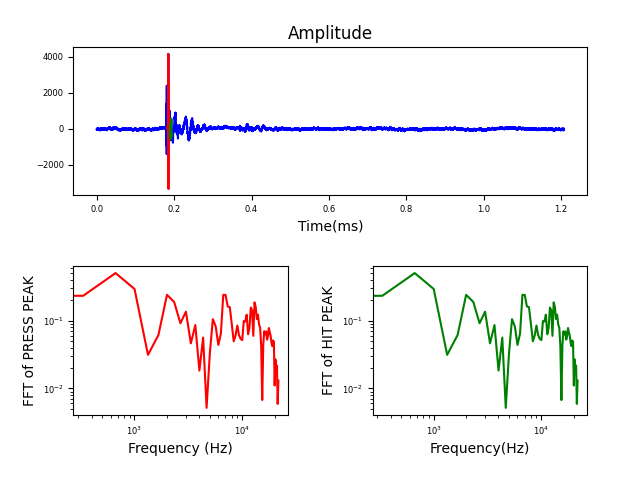 Amplitude
4000
2000
0
−2000
0.0 0.2 0.4 0.6 0.8 1.0 1.2
Time(ms)
FFT of PRESS PEAK
10⁻¹
10⁻²
10³ 10⁴
Frequency (Hz)
FFT of HIT PEAK
10⁻¹
10⁻²
10³ 10⁴
Frequency(Hz)